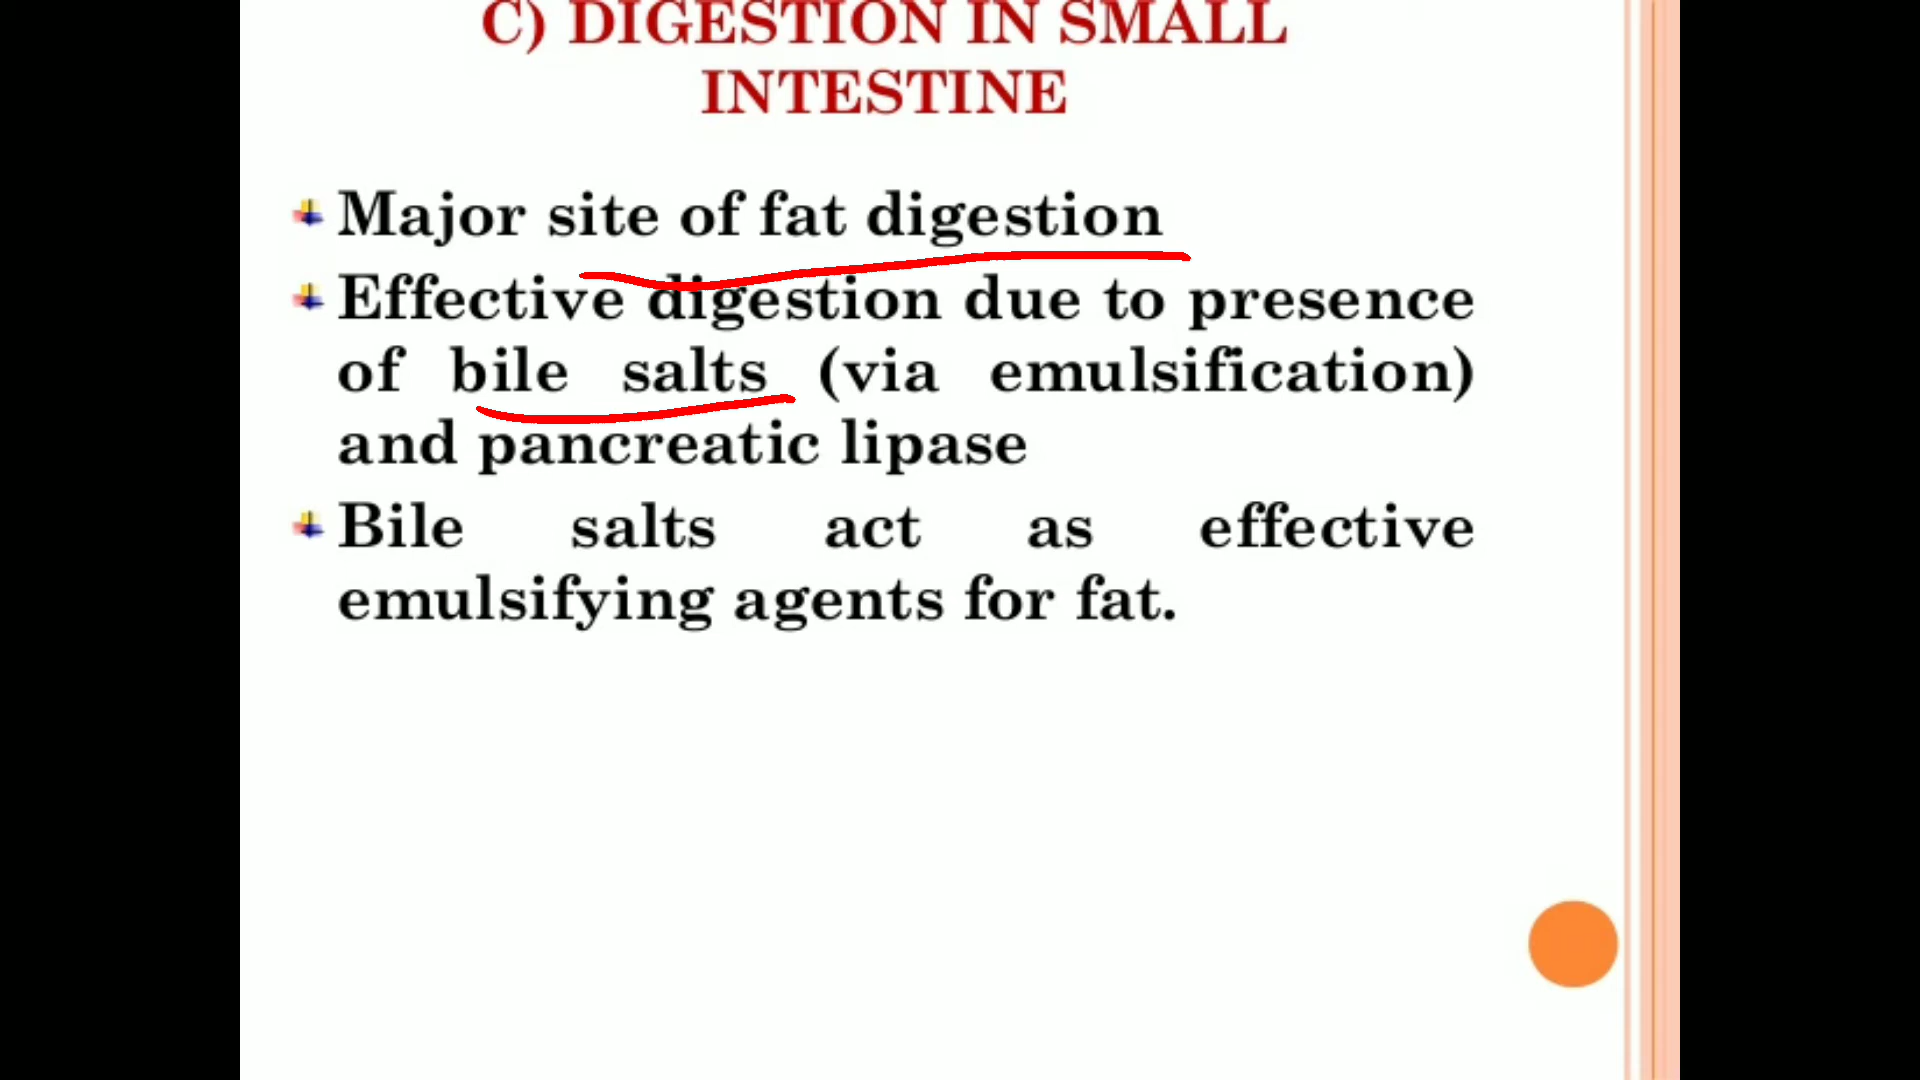 C) DIGESTION IN SMALL
INTESTINE
Major site of fat digestion
Effective digestion due to presence
of bile salts (via emulsification)
and pancreatic lipase
Bile salts act as effective
emulsifying agents for fat.